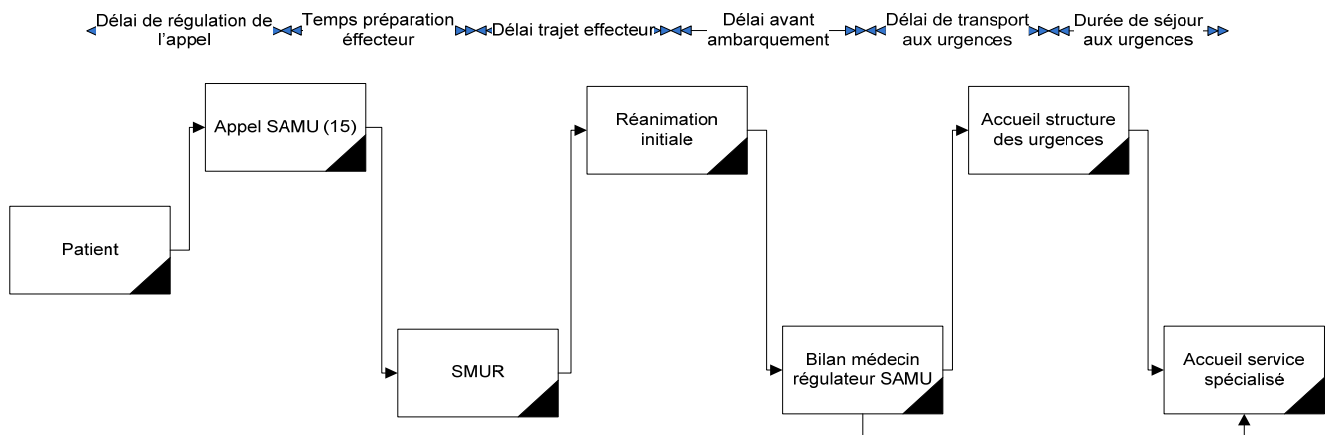 Délai de régulation de
l'appel
Temps préparation
éffecteur
Délai trajet effecteur
Délai avant
ambarquement
Délai de transport
aux urgences
Durée de séjour
aux urgences
Appel SAMU (15)
Réanimation
initiale
Accueil structure
des urgences
Patient
SMUR
Bilan médecin
régulateur SAMU
Accueil service
spécialisé